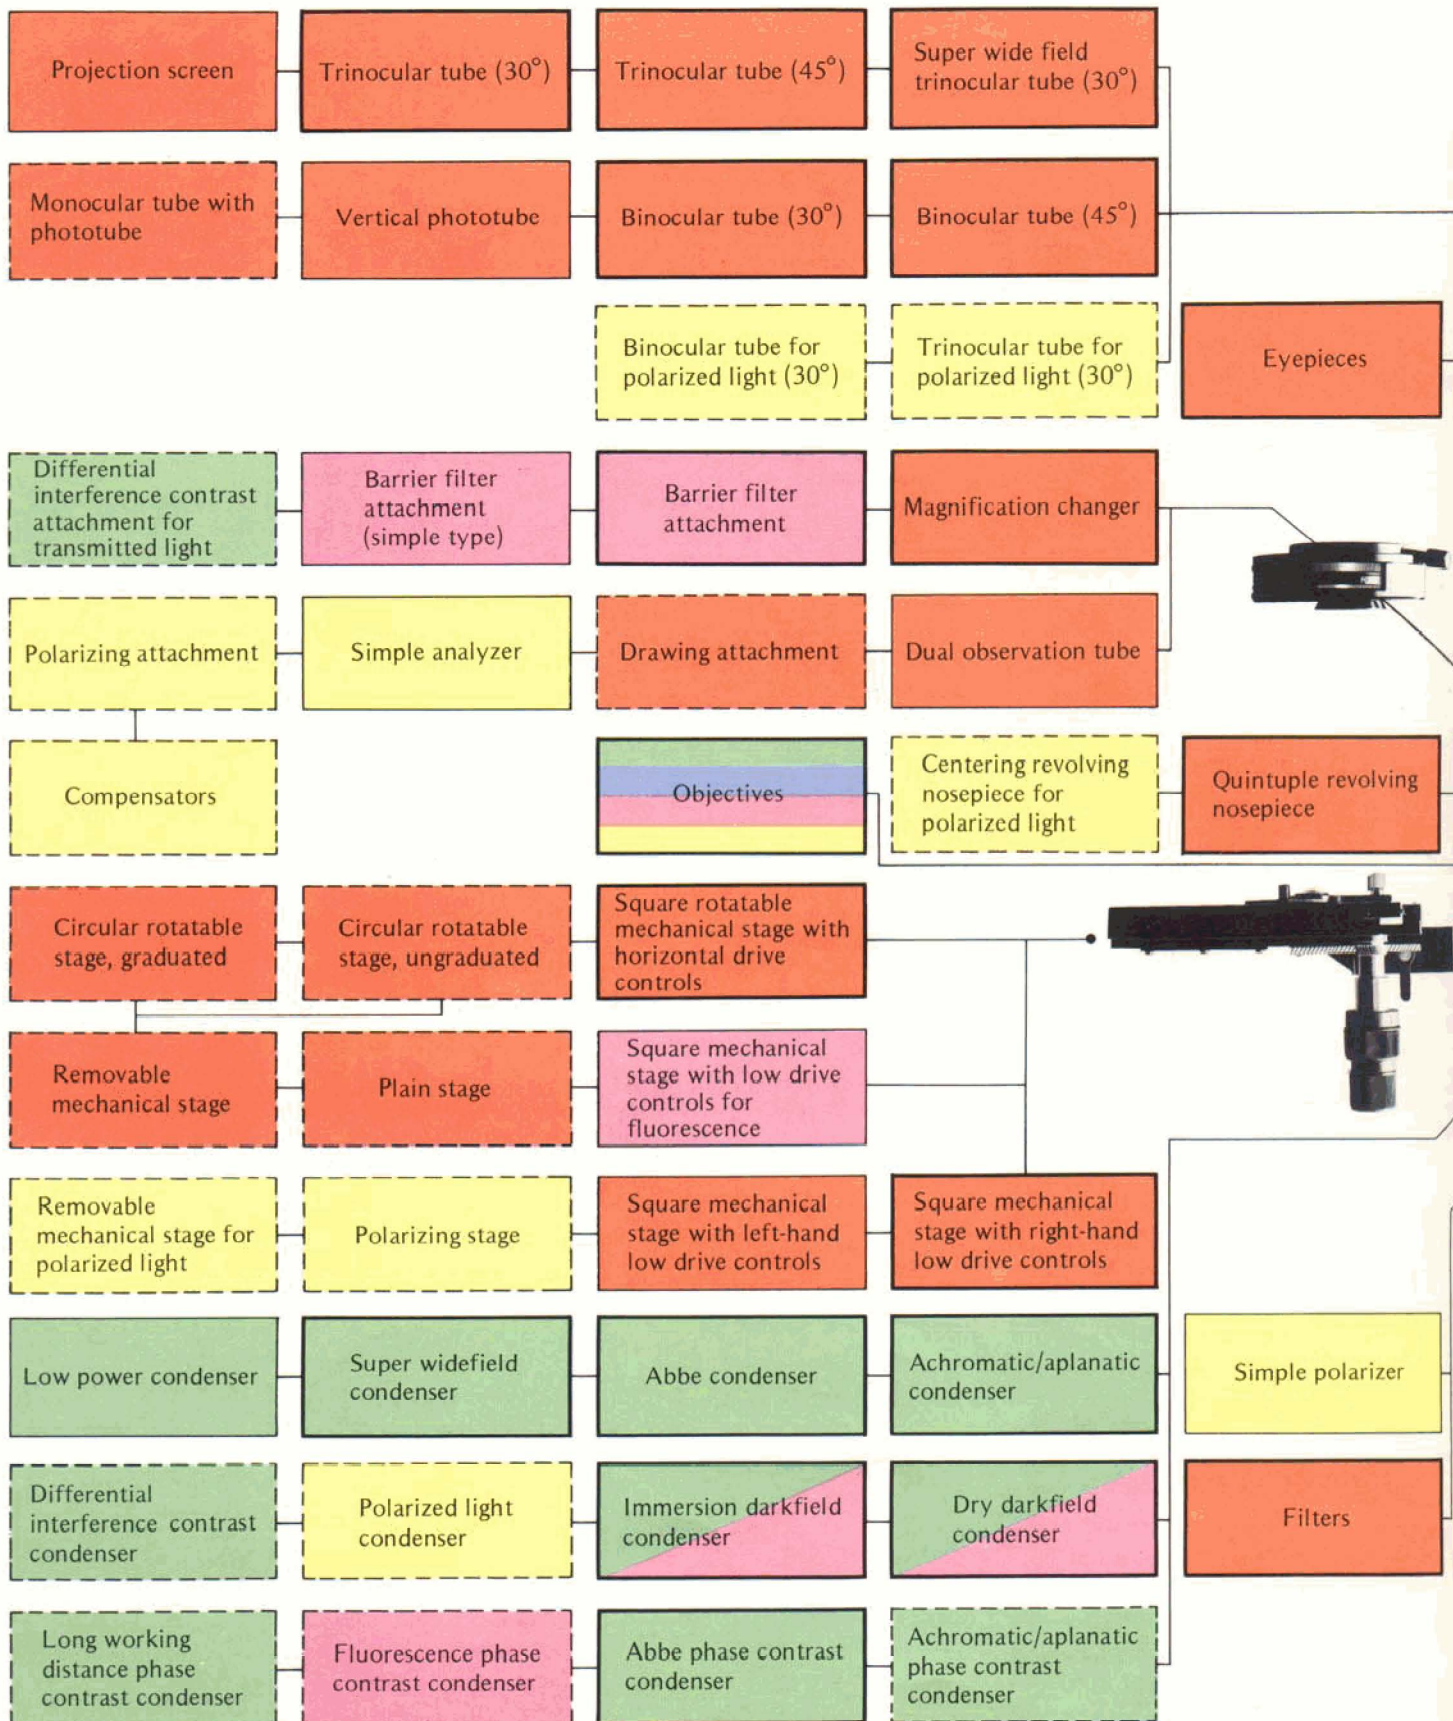 Projection screen
Trinocular tube (30°)
Trinocular tube (45°)
Super wide field
trinocular tube (30°)
Monocular tube with
phototube
Vertical phototube
Binocular tube (30°)
Binocular tube (45°)
Binocular tube for
polarized light (30°)
Trinocular tube for
polarized light (30°)
Eyepieces
Differential
interference contrast
attachment for
transmitted light
Barrier filter
attachment
(simple type)
Barrier filter
attachment
Magnification changer
Polarizing attachment
Simple analyzer
Drawing attachment
Dual observation tube
Compensators
Objectives
Centering revolving
nosepiece for
polarized light
Quintuple revolving
nosepiece
Circular rotatable
stage, graduated
Circular rotatable
stage, ungraduated
Square rotatable
mechanical stage with
horizontal drive
controls
Removable
mechanical stage
Plain stage
Square mechanical
stage with low drive
controls for
fluorescence
Removable
mechanical stage for
polarized light
Polarizing stage
Square mechanical
stage with left-hand
low drive controls
Square mechanical
stage with right-hand
low drive controls
Low power condenser
Super widefield
condenser
Abbe condenser
Achromatic/aplanatic
condenser
Simple polarizer
Differential
interference contrast
condenser
Polarized light
condenser
Immersion darkfield
condenser
Dry darkfield
condenser
Filters
Long working
distance phase
contrast condenser
Fluorescence phase
contrast condenser
Abbe phase contrast
condenser
Achromatic/aplanatic
phase contrast
condenser